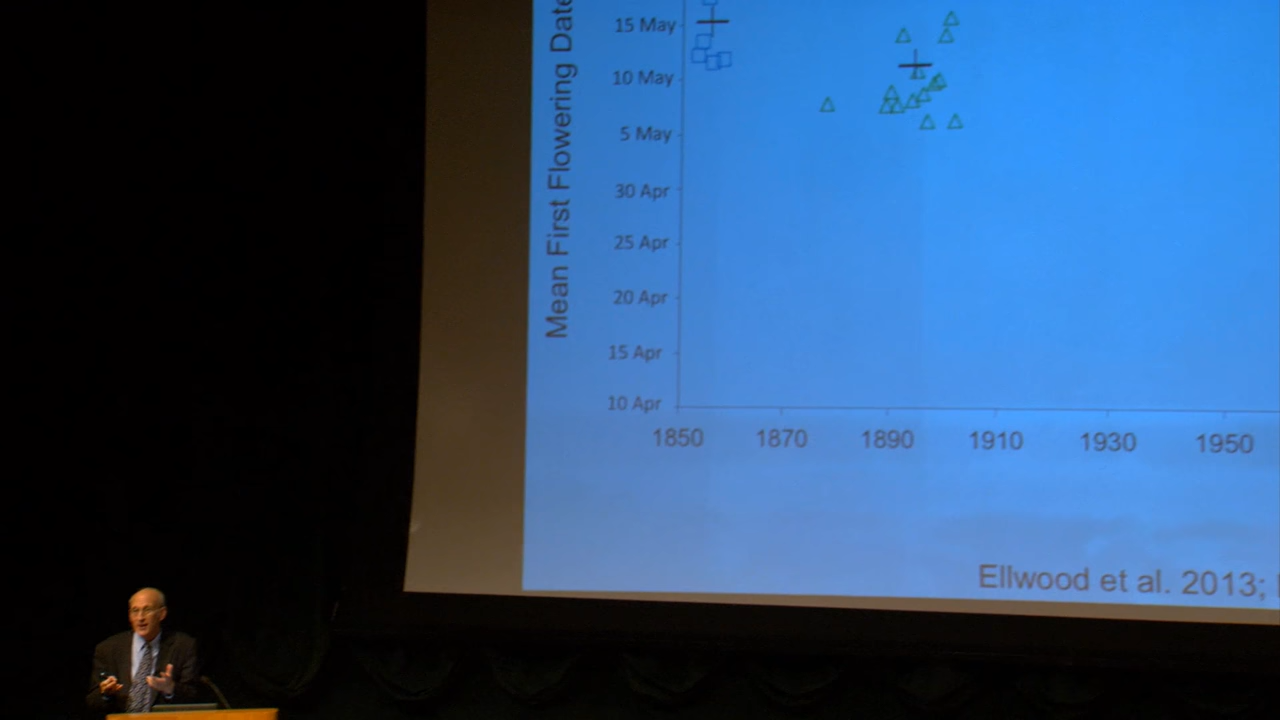 Mean First Flowering Date
15 May
10 May
5 May
30 Apr
25 Apr
20 Apr
15 Apr
10 Apr
1850 1870 1890 1910 1930 1950
Ellwood et al. 2013;